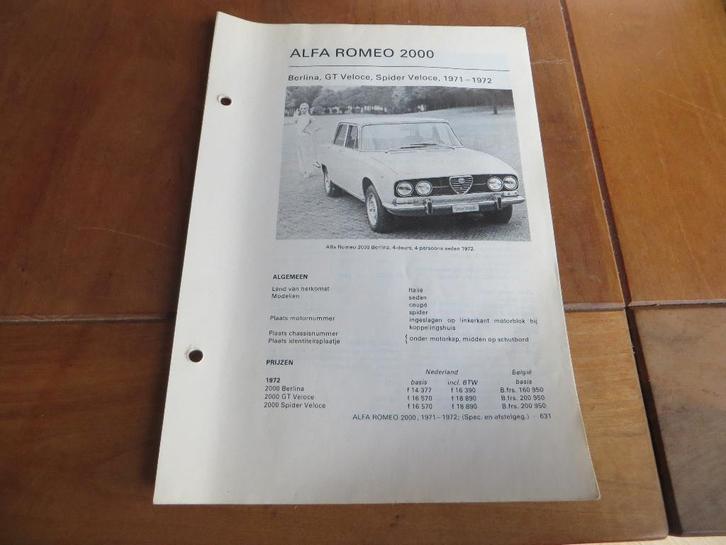 ALFA ROMEO 2000
Berlina, GT Veloce, Spider Veloce, 1971–1972
Alfa Romeo 2000 Berlina, 4-deurs, 4-persoons sedan 1972.
ALGEMEEN
Land van herkomst Italië
Modellen sedan
coupé
spider
Plaats motornummer ingeslagen op linkerkant motorblok bij
koppelingshuis
Plaats chassisnummer
Plaats identiteitsplaatje { onder motorkap, midden op schutbord
PRIJZEN
Nederland België
1972 basis incl. BTW basis
2000 Berlina f 14 377 f 16 390 B.frs. 160 950
2000 GT Veloce f 16 570 f 18 890 B.frs. 200 950
2000 Spider Veloce f 16 570 f 18 890 B.frs. 200 950
ALFA ROMEO 2000, 1971–1972; (Spec. en afstelgeg.) · 631